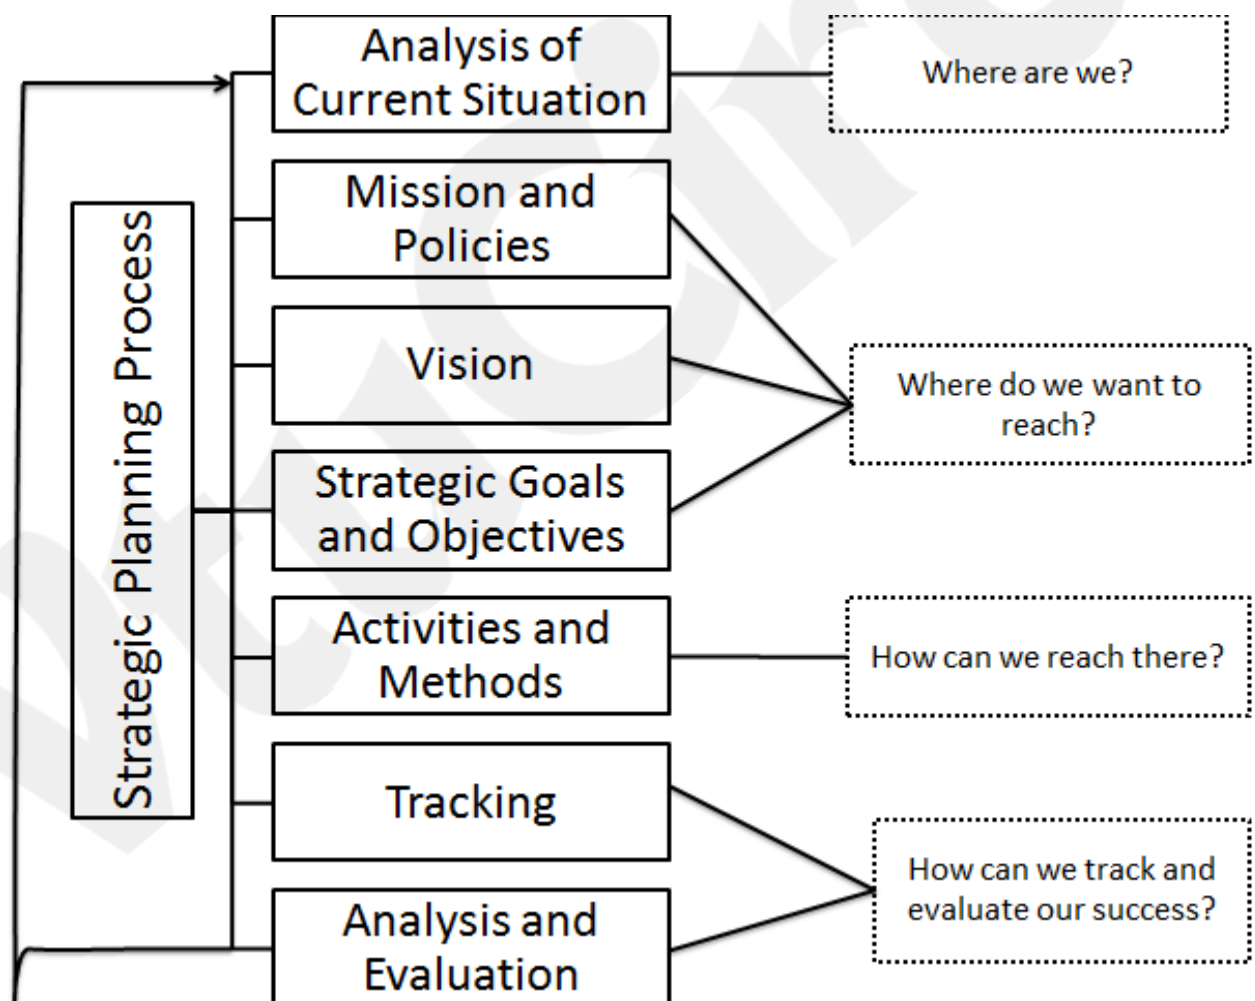 Analysis of
Current Situation
Where are we?
Mission and
Policies
Strategic Planning Process
Vision
Where do we want to
reach?
Strategic Goals
and Objectives
Activities and
Methods
How can we reach there?
Tracking
How can we track and
evaluate our success?
Analysis and
Evaluation